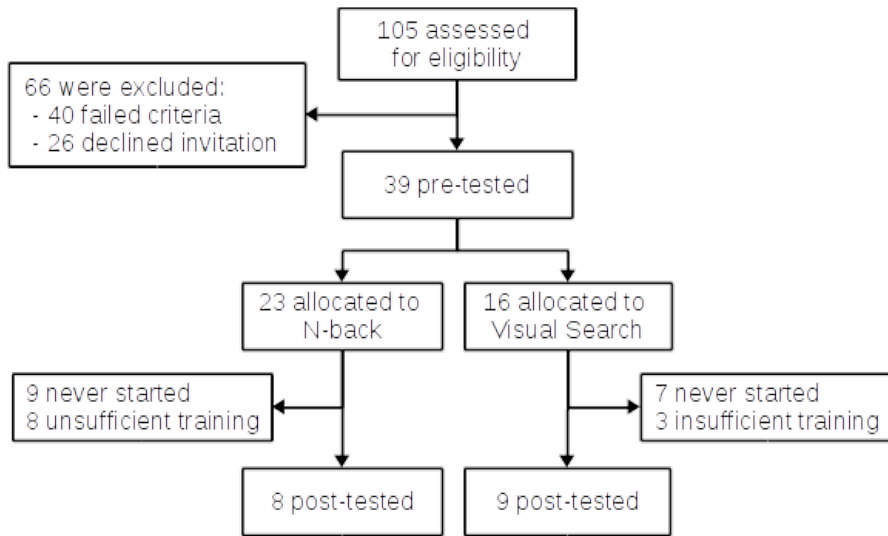 105 assessed
for eligibility
66 were excluded:
- 40 failed criteria
- 26 declined invitation
39 pre-tested
23 allocated to
N-back
16 allocated to
Visual Search
9 never started
8 unsufficient training
7 never started
3 insufficient training
8 post-tested
9 post-tested